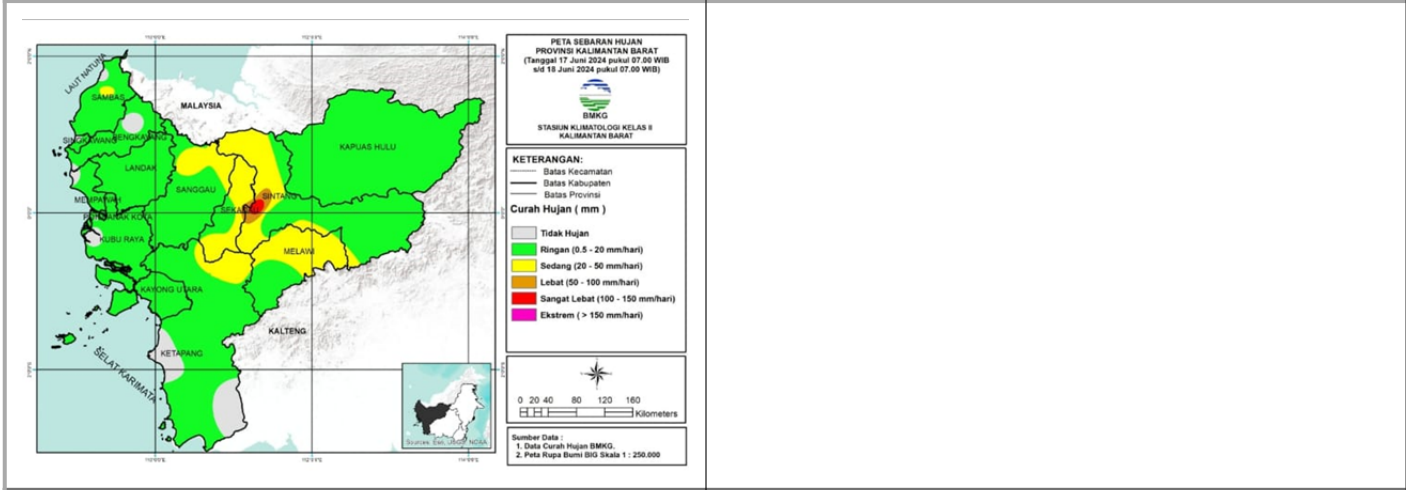 PETA SEBARAN HUJAN
PROVINSI KALIMANTAN BARAT
(Tanggal 17 Juni 2024 pukul 07.00 WIB
s/d 18 Juni 2024 pukul 07.00 WIB)
BMKG
STASIUN KLIMATOLOGI KELAS II
KALIMANTAN BARAT
KETERANGAN:
Batas Kecamatan
Batas Kabupaten
Batas Provinsi
Curah Hujan ( mm )
Tidak Hujan
Ringan (0.5 - 20 mm/hari)
Sedang (20 - 50 mm/hari)
Lebat (50 - 100 mm/hari)
Sangat Lebat (100 - 150 mm/hari)
Ekstrem ( > 150 mm/hari)
0 20 40 80 120 160
Kilometers
Sumber Data :
1. Data Curah Hujan BMKG.
2. Peta Rupa Bumi BIG Skala 1 : 250.000
LAUT NATUNA
SAMBAS
MALAYSIA
BENGKAYANG
SINGKAWANG
KAPUAS HULU
LANDAK
SANGGAU
SINTANG
MEMPAWAH
KOTA
KUBU RAYA
MELAWI
KAYONG UTARA
KALTENG
KETAPANG
SELAT KARIMATA
Sources: Esri, USGS, NOAA